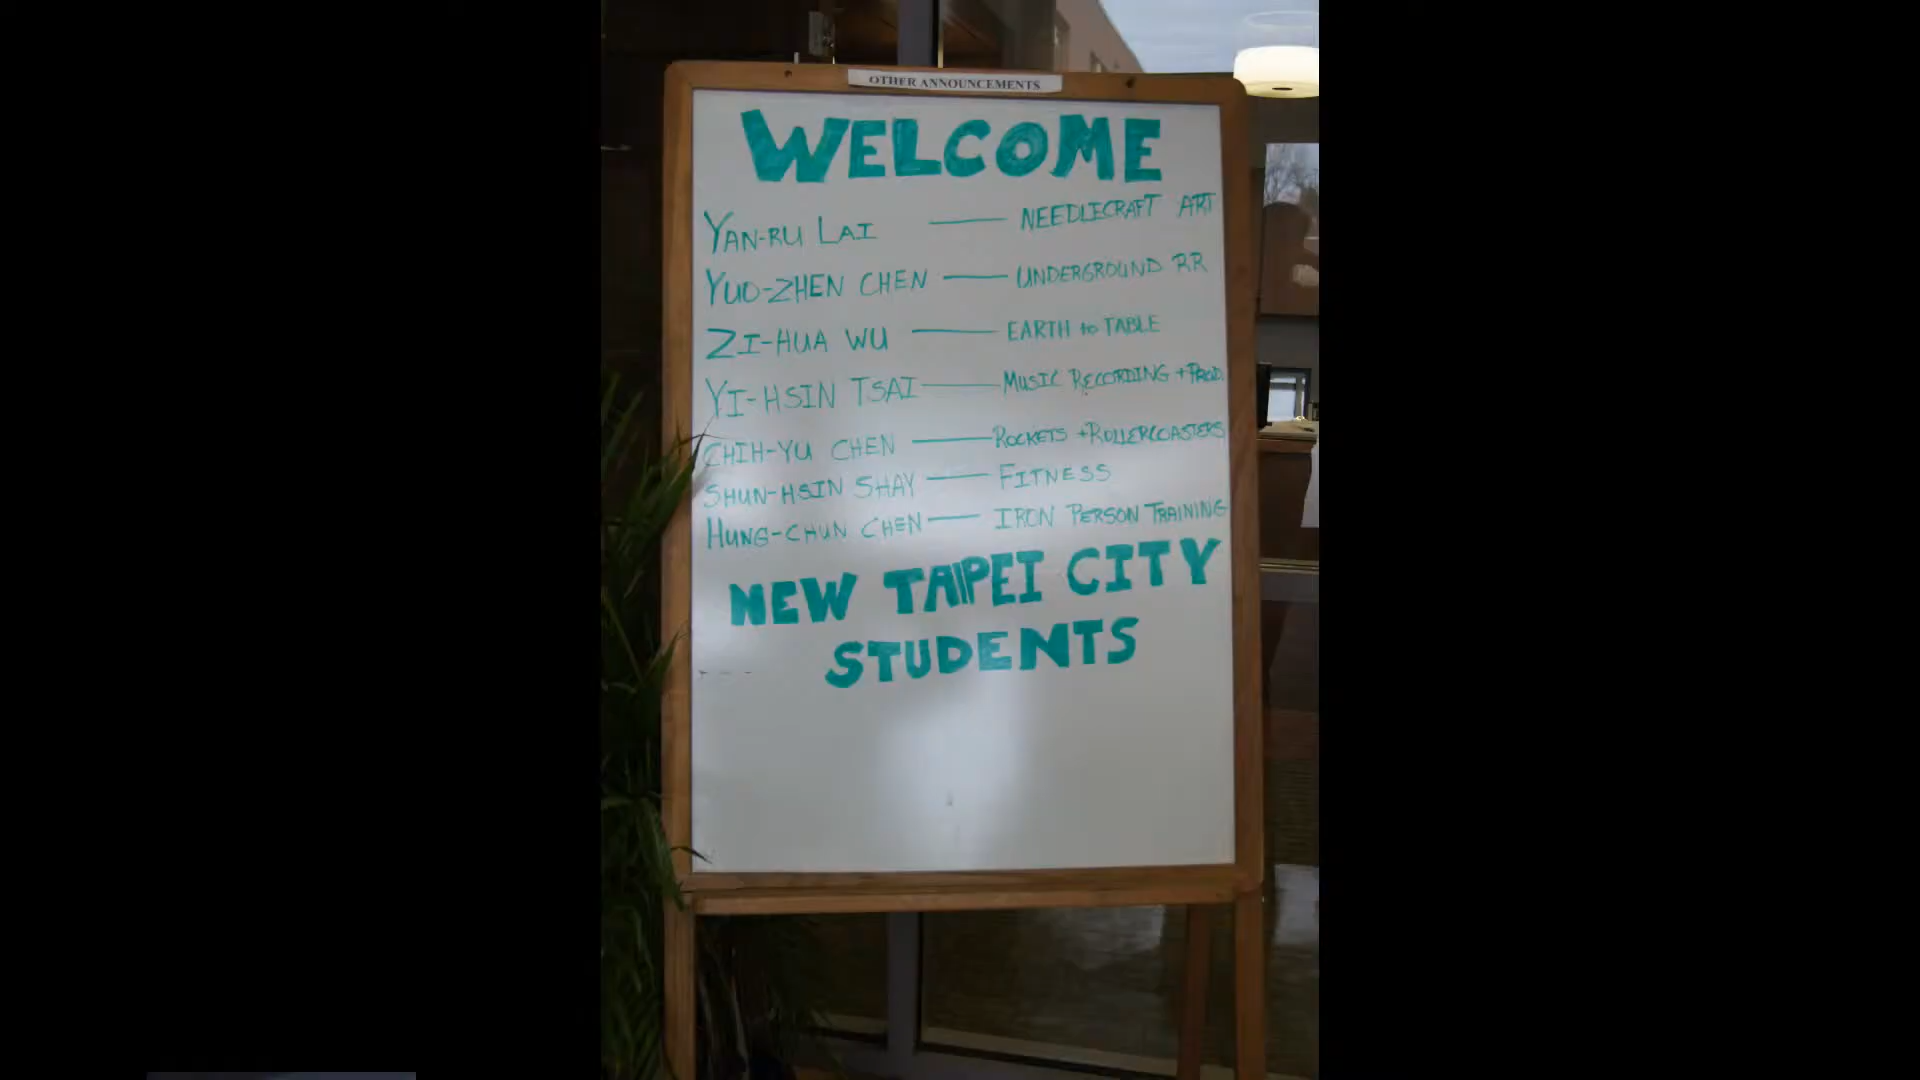 OTHER ANNOUNCEMENTS
WELCOME
YAN-RU LAI — NEEDLECRAFT ART
YUO-ZHEN CHEN — UNDERGROUND RR
ZI-HUA WU — EARTH to TABLE
YI-HSIN TSAI — MUSIC RECORDING + PROD.
CHIH-YU CHEN — ROCKETS + ROLLERCOASTERS
SHUN-HSIN SHAY — FITNESS
HUNG-CHUN CHEN — IRON PERSON TRAINING
NEW TAIPEI CITY
STUDENTS